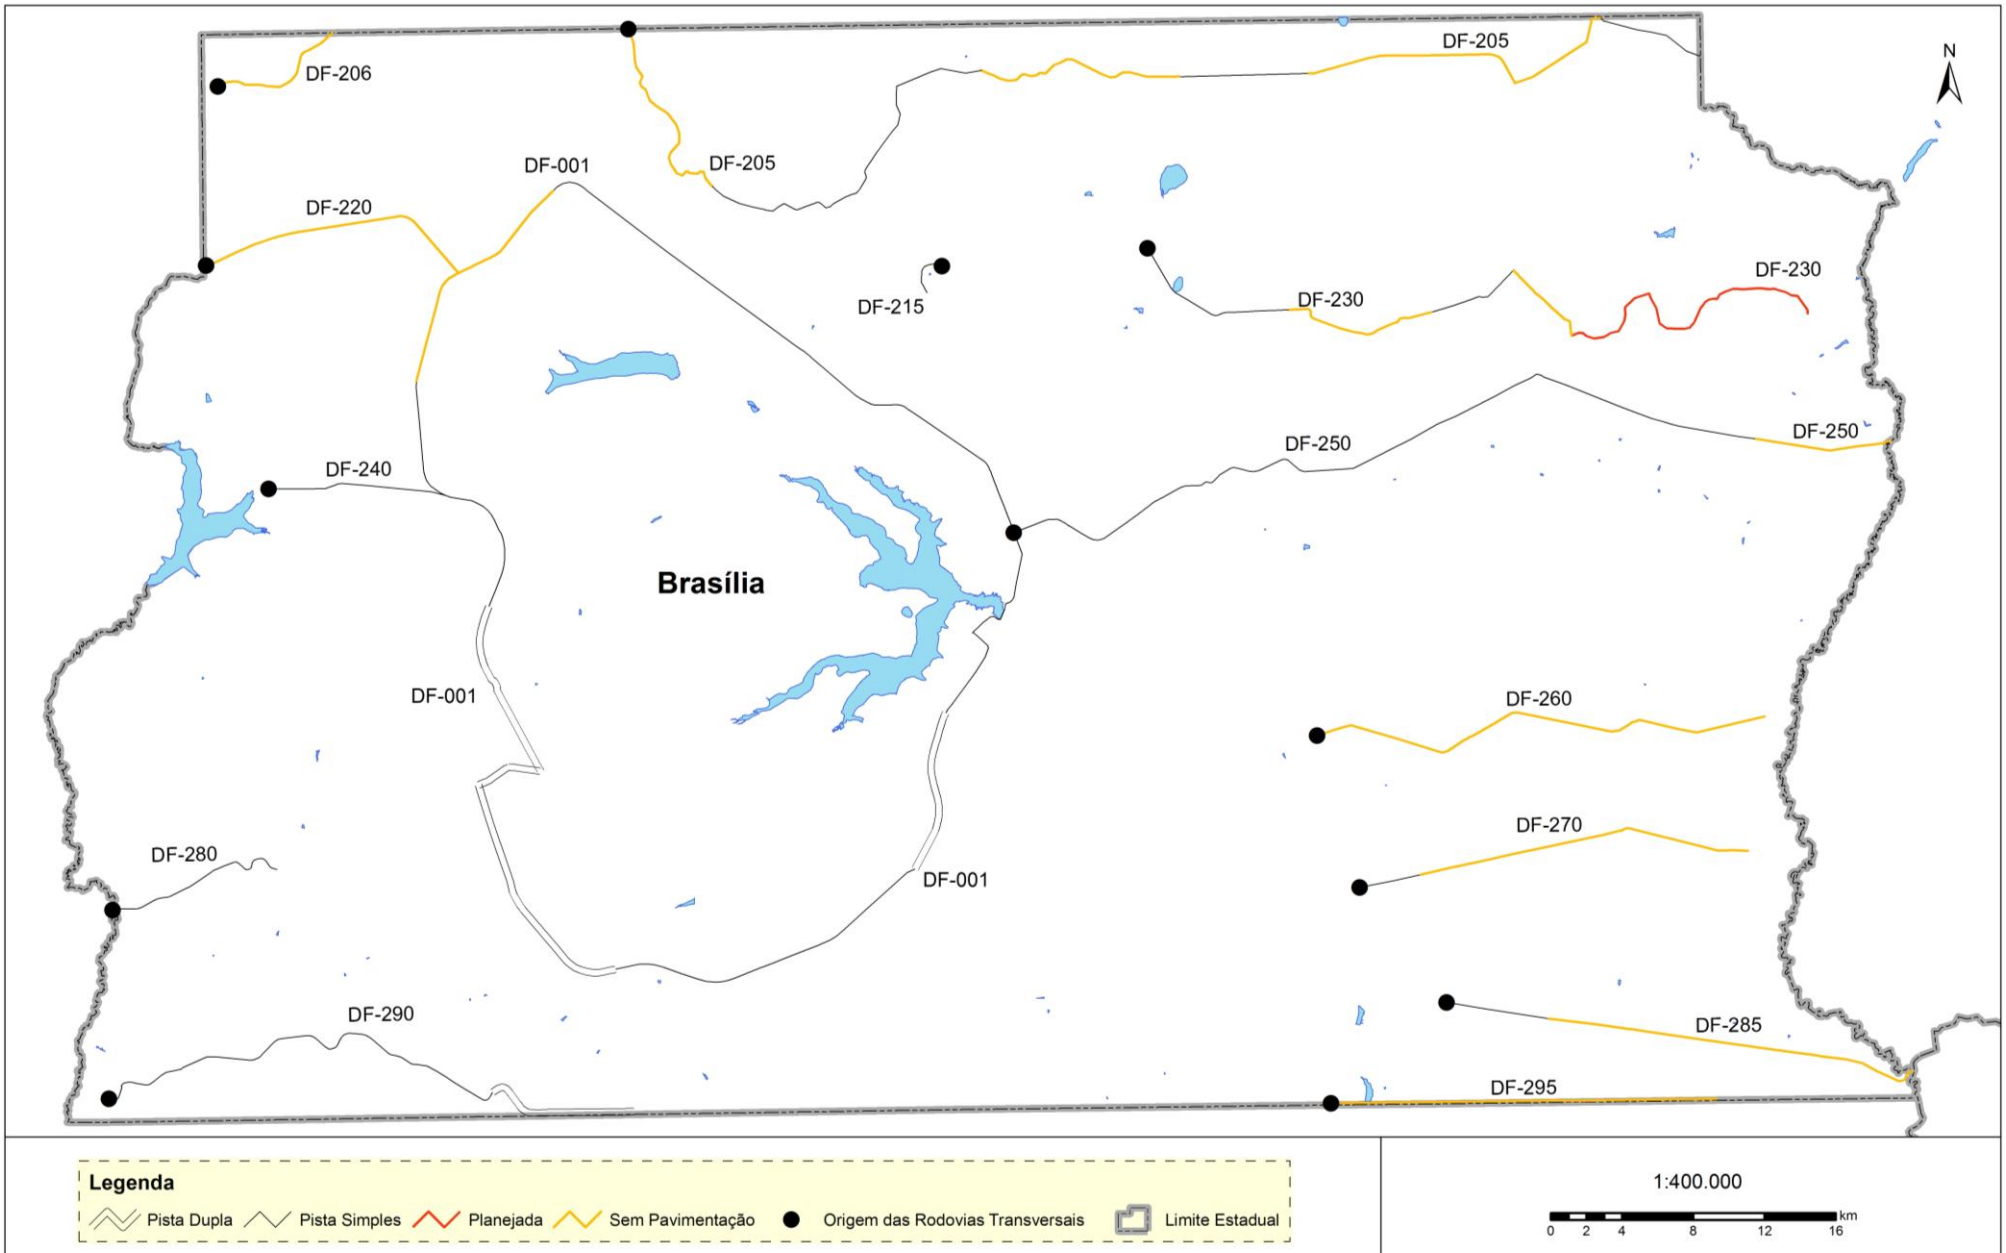 N
DF-205
DF-206
DF-205
DF-001
DF-220
DF-230
DF-215
DF-230
DF-250
DF-250
DF-240
Brasília
DF-001
DF-260
DF-270
DF-280
DF-001
DF-290
DF-285
DF-295
Legenda
Pista Dupla Pista Simples Planejada Sem Pavimentação Origem das Rodovias Transversais Limite Estadual
1:400.000
km
0 2 4 8 12 16